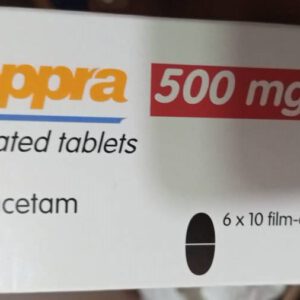 ppra 500 mg
ated tablets
cetam
6 x 10 film-